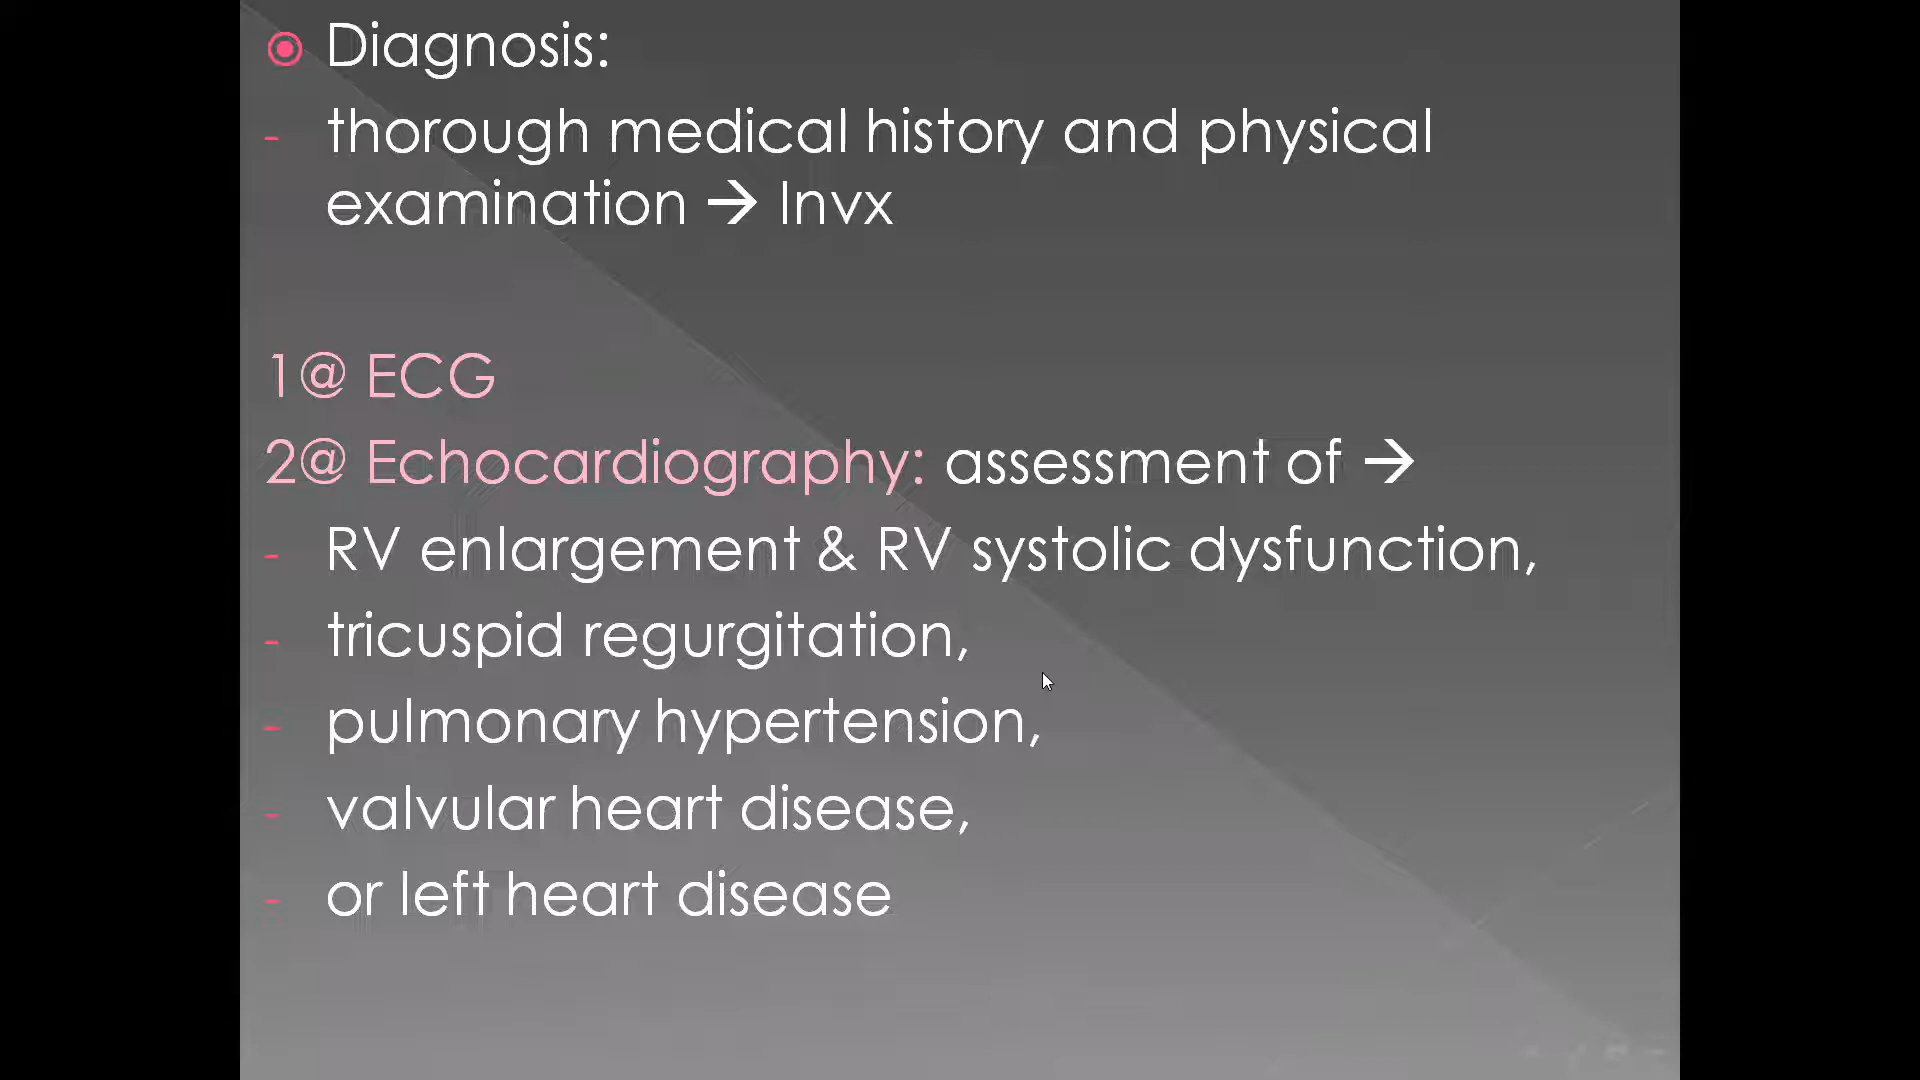 Diagnosis:
- thorough medical history and physical
examination → Invx
1@ ECG
2@ Echocardiography: assessment of →
- RV enlargement & RV systolic dysfunction,
- tricuspid regurgitation,
- pulmonary hypertension,
- valvular heart disease,
- or left heart disease